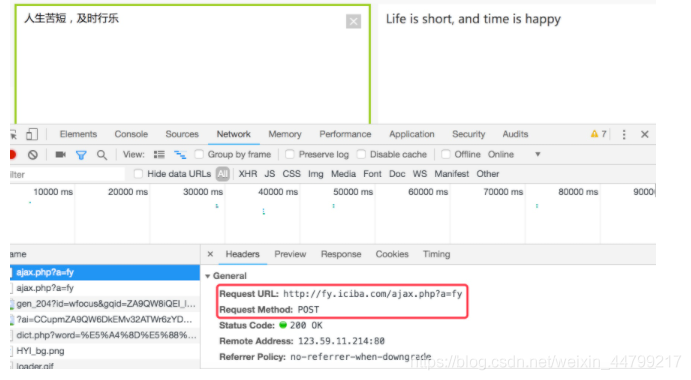 人生苦短，及时行乐
Life is short, and time is happy
Elements Console Sources Network Memory Performance Application Security Audits 7
View: Group by frame Preserve log Disable cache Offline Online
ilter Hide data URLs All XHR JS CSS Img Media Font Doc WS Manifest Other
10000 ms 20000 ms 30000 ms 40000 ms 50000 ms 60000 ms 70000 ms 80000 ms 9000
ame Headers Preview Response Cookies Timing
ajax.php?a=fy
ajax.php?a=fy
gen_204?id=wfocus&gqid=ZA9QW8iQEI_l...
?ai=CCupmZA9QW6DkEMv32ATWr6zYD...
dict.php?word=%E5%A4%8D%E5%88%...
HYI_bg.png
loader.gif
General
Request URL: http://fy.iciba.com/ajax.php?a=fy
Request Method: POST
Status Code: 200 OK
Remote Address: 123.59.11.214:80
Referrer Policy: no-referrer-when-downgrade
https://blog.csdn.net/weixin_44799217